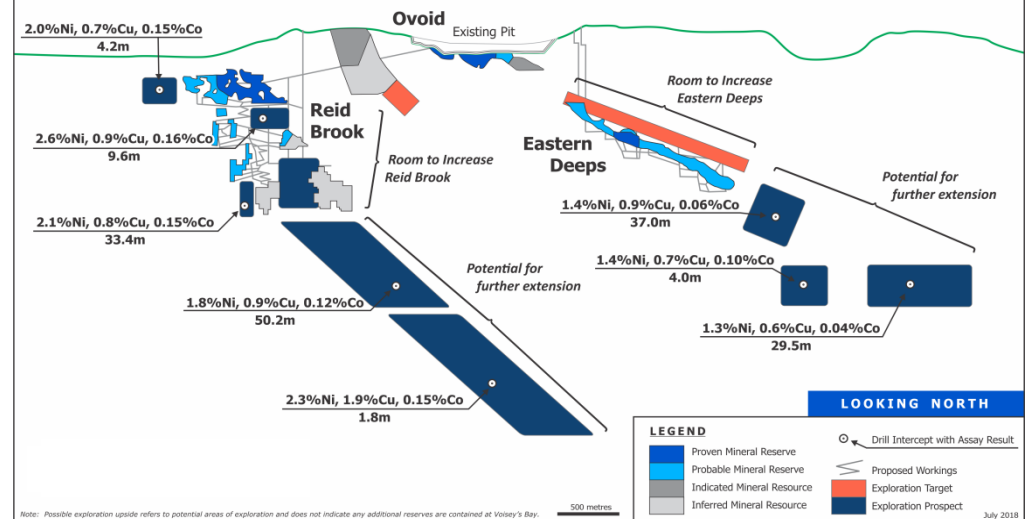 Ovoid
Existing Pit
2.0%Ni, 0.7%Cu, 0.15%Co
4.2m
Reid
Brook
2.6%Ni, 0.9%Cu, 0.16%Co
9.6m
Room to Increase
Reid Brook
2.1%Ni, 0.8%Cu, 0.15%Co
33.4m
Potential for
further extension
1.8%Ni, 0.9%Cu, 0.12%Co
50.2m
2.3%Ni, 1.9%Cu, 0.15%Co
1.8m
Room to Increase
Eastern Deeps
Eastern
Deeps
Potential for
further extension
1.4%Ni, 0.9%Cu, 0.06%Co
37.0m
1.4%Ni, 0.7%Cu, 0.10%Co
4.0m
1.3%Ni, 0.6%Cu, 0.04%Co
29.5m
LOOKING NORTH
LEGEND
Proven Mineral Reserve
Probable Mineral Reserve
Indicated Mineral Resource
Inferred Mineral Resource
Drill Intercept with Assay Result
Proposed Workings
Exploration Target
Exploration Prospect
Note: Possible exploration upside refers to potential areas of exploration and does not indicate any additional reserves are contained at Voisey's Bay.
500 metres
July 2018